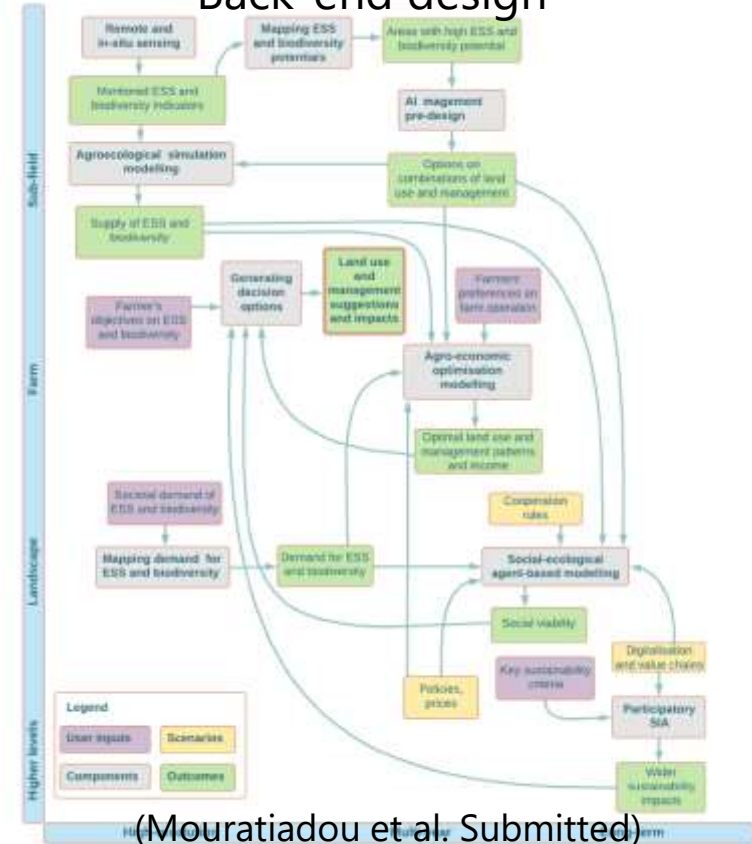 Back-end design
Remote and
in-situ sensing
Mapping ESS
and biodiversity
potentials
Areas with high ESS and
biodiversity potential
Monitored ESS and
biodiversity indicators
AI magement
pre-design
Agroecological simulation
modelling
Options on
combinations of land
use and management
Sub-field
Supply of ESS and
biodiversity
Generating
decision
options
Land use
and
management
suggestions
and impacts
Farmers
preferences on
farm operation
Farmer's
objectives on ESS
and biodiversity
Farm
Agro-economic
optimisation
modelling
Optimal land use and
management patterns
and income
Societal demand of
ESS and biodiversity
Cooperation
rules
Landscape
Mapping demand for
ESS and biodiversity
Demand for ESS
and biodiversity
Social-ecological
agent-based modelling
Social viability
Digitalisation
and value chains
Key sustainability
criteria
Policies,
prices
Participatory
SIA
Higher levels
Wider
sustainability
impacts
Legend
User inputs
Scenarios
Components
Outcomes
(Mouratiadou et al. Submitted)